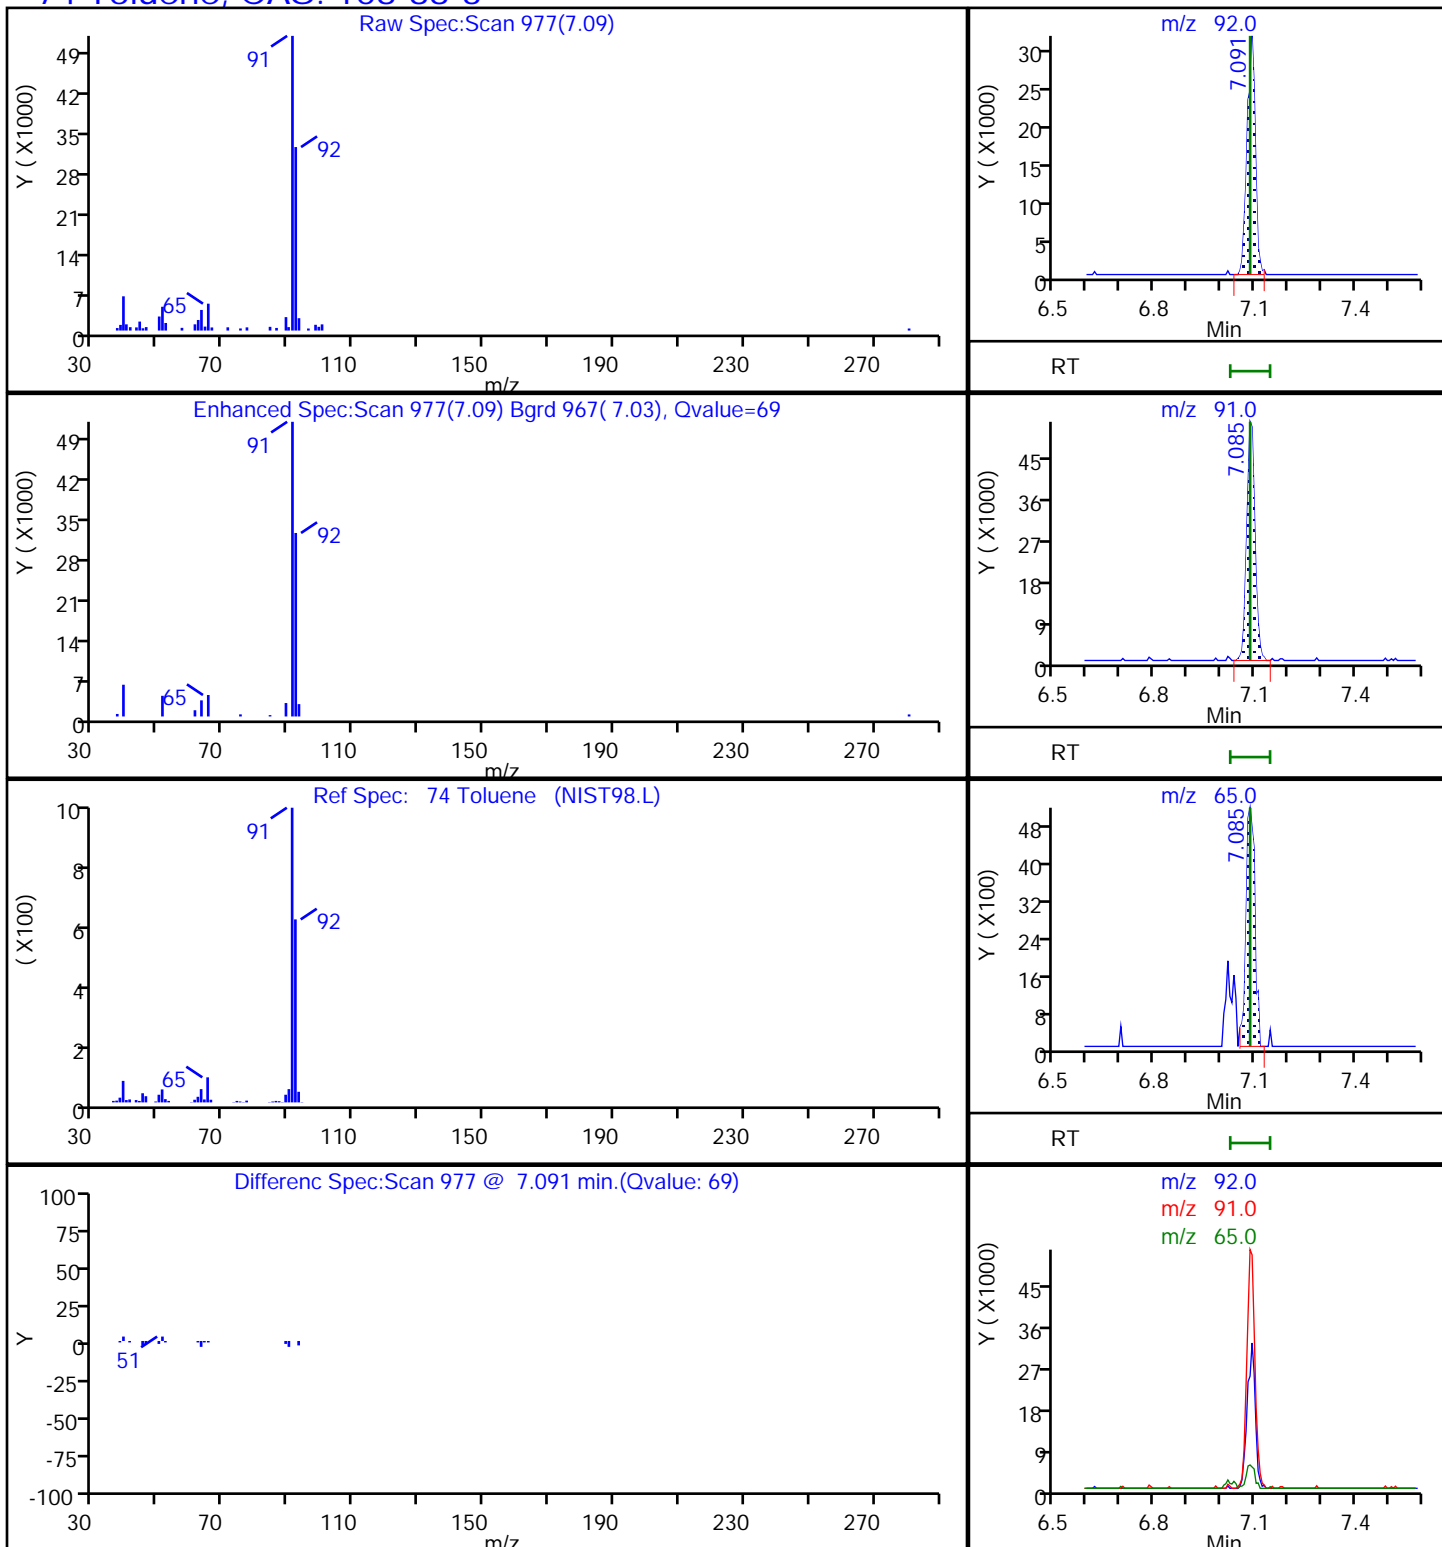 Raw Spec:Scan 977(7.09)
Y ( X1000)
49
42
35
28
21
14
7
0
91
92
65
30 70 110 150 190 230 270
m/z
m/z 92.0
Y ( X1000)
30
25
20
15
10
5
0
7.091
6.5 6.8 7.1 7.4
Min
RT
Enhanced Spec:Scan 977(7.09) Bgrd 967( 7.03), Qvalue=69
Y ( X1000)
49
42
35
28
21
14
7
0
91
92
65
30 70 110 150 190 230 270
m/z
m/z 91.0
Y ( X1000)
45
36
27
18
9
0
7.085
6.5 6.8 7.1 7.4
Min
RT
Ref Spec: 74 Toluene (NIST98.L)
( X100)
10
8
6
4
2
0
91
92
65
30 70 110 150 190 230 270
m/z 65.0
Y ( X100)
48
40
32
24
16
8
0
7.085
6.5 6.8 7.1 7.4
Min
RT
Differenc Spec:Scan 977 @ 7.091 min.(Qvalue: 69)
Y
100
75
50
25
0
-25
-50
-75
-100
51
30 70 110 150 190 230 270
m/z
m/z 92.0
m/z 91.0
m/z 65.0
Y ( X1000)
45
36
27
18
9
0
6.5 6.8 7.1 7.4
Min